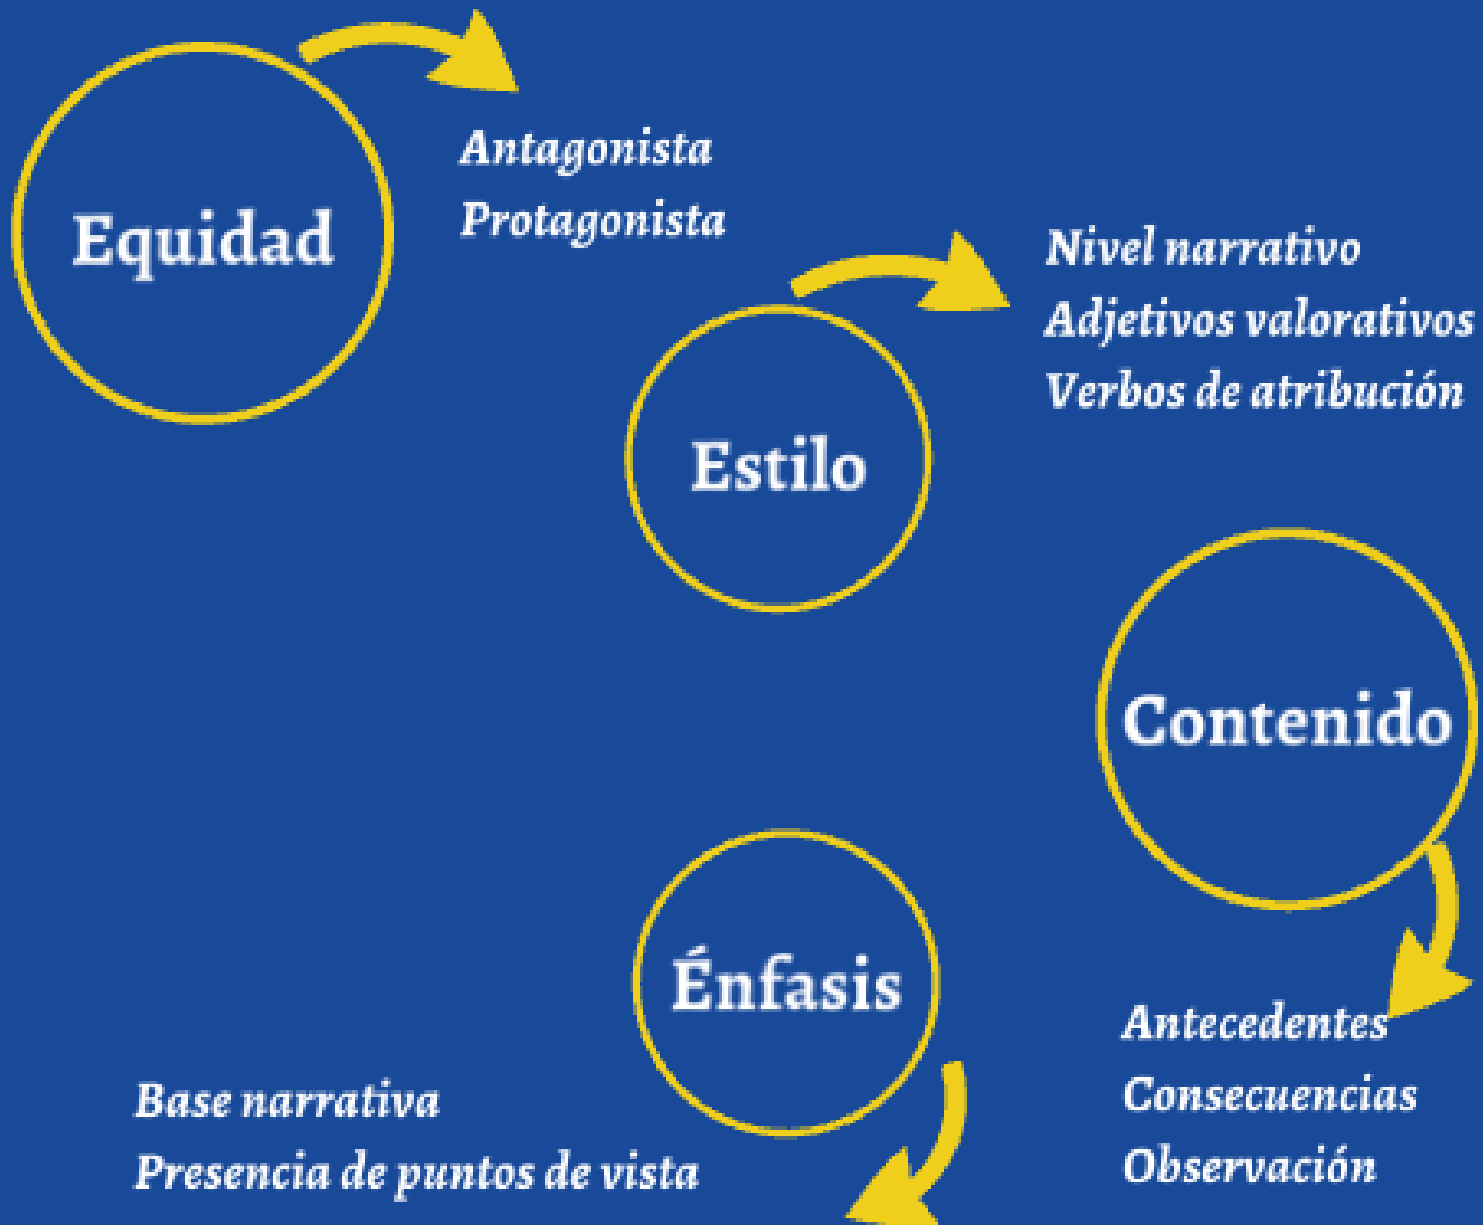 Equidad
Antagonista
Protagonista
Estilo
Nivel narrativo
Adjetivos valorativos
Verbos de atribución
Contenido
Antecedentes
Consecuencias
Observación
Énfasis
Base narrativa
Presencia de puntos de vista